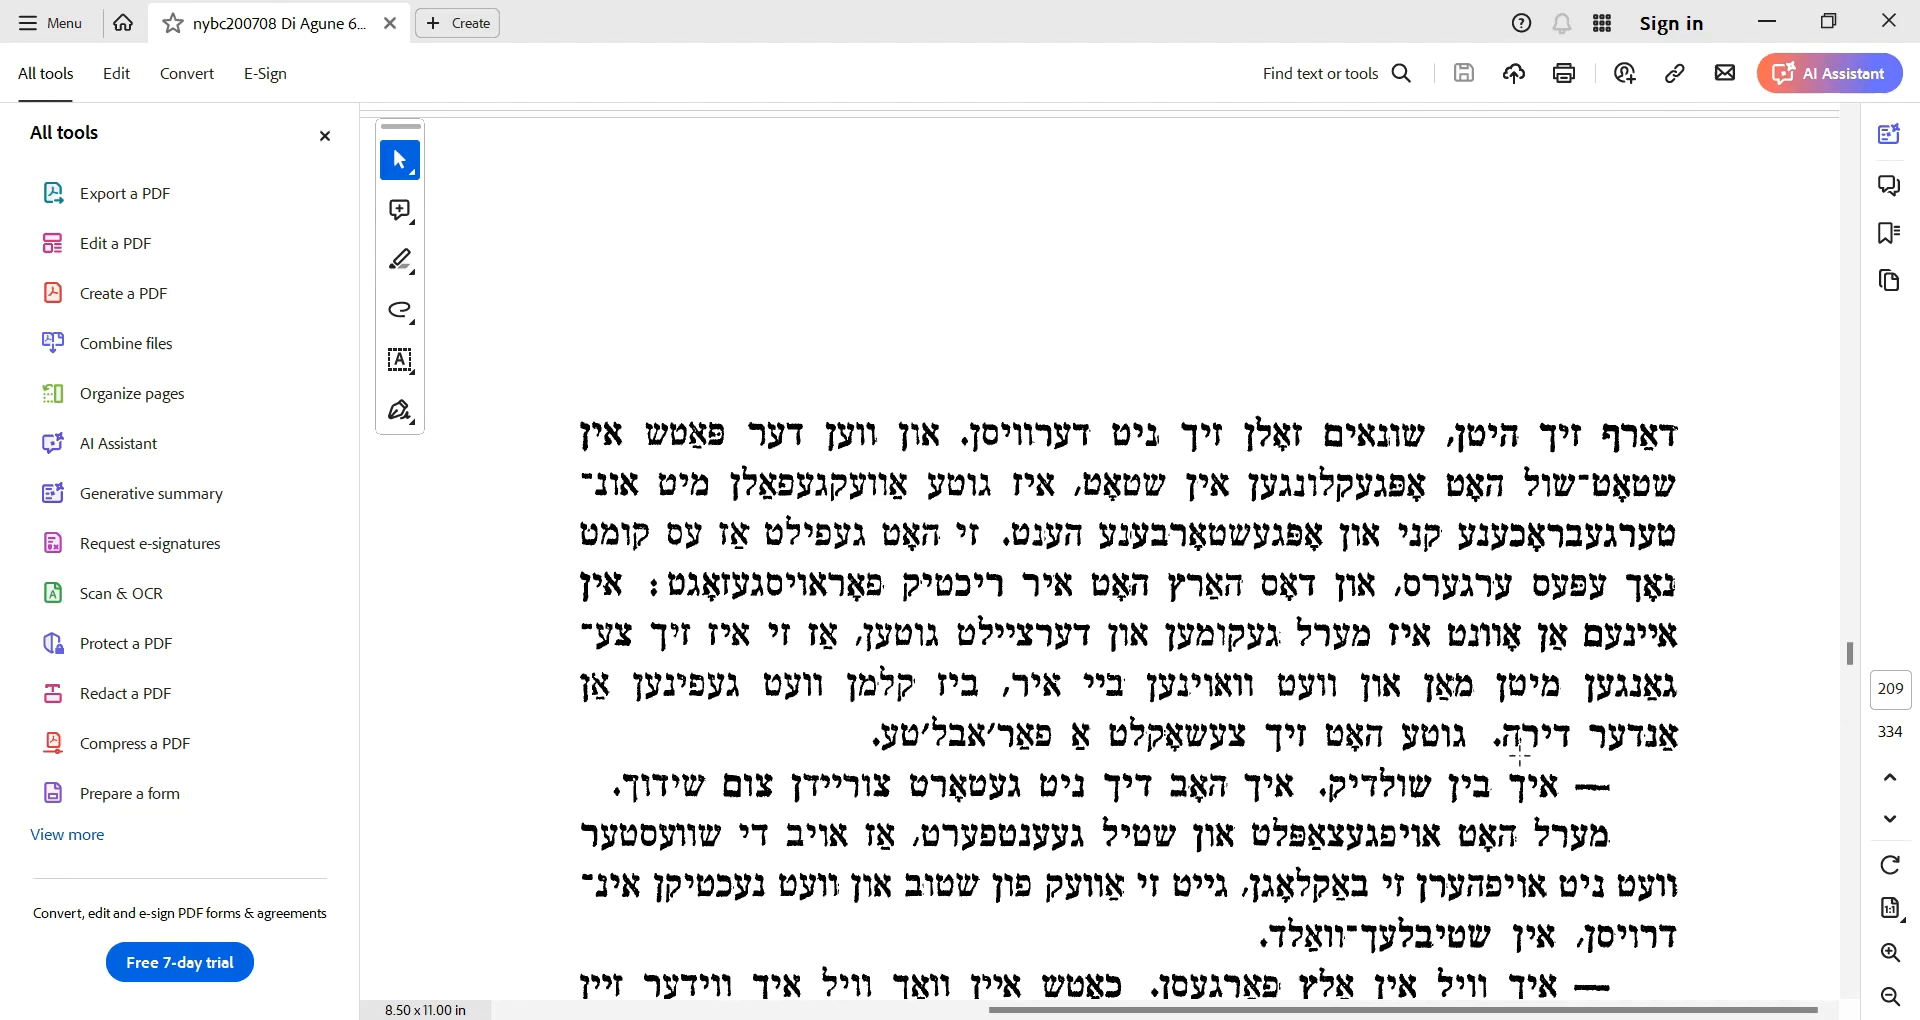 Menu
nybc200708 Di Agune 6...
Create
Sign in
All tools
Edit
Convert
E-Sign
Find text or tools
AI Assistant
All tools
Export a PDF
Edit a PDF
Create a PDF
Combine files
Organize pages
AI Assistant
Generative summary
Request e-signatures
Scan & OCR
Protect a PDF
Redact a PDF
Compress a PDF
Prepare a form
View more
Convert, edit and e-sign PDF forms & agreements
Free 7-day trial
דאַרף זיך היטן, שונאים זאָלן זיך ניט דערוויסן. און ווען דער פּאַטש אין
שטאָט־שול האָט אָפּגעקלונגען אין שטאָט, איז גוטע אַוועקגעפאַלן מיט אונ־
טערגעבראָכענע קני און אָפּגעשטאָרבענע הענט. זי האָט געפילט אַז עס קומט
נאָך עפּעס ערגערס, און דאָס האַרץ האָט איר ריכטיק פאָראויסגעזאָגט: אין
איינעם אַן אָוונט איז מערל געקומען און דערציילט גוטען, אַז זי איז זיך צע־
גאַנגען מיטן מאַן און וועט וואוינען ביי איר, ביז קלמן וועט געפינען אַן
אַנדער דירה. גוטע האָט זיך צעשאָקלט אַ פאַר'אבל'טע.
— איך בין שולדיק. איך האָב דיך ניט געטאָרט צוריידן צום שידוך.
מערל האָט אויפגעצאַפּלט און שטיל געענטפערט, אַז אויב די שוועסטער
וועט ניט אויפהערן זי באַקלאָגן, גייט זי אַוועק פון שטוב און וועט נעכטיקן אינ־
דרויסן, אין שטיבלעך־וואַלד.
— איך וויל אין אַלץ פאַרגעסן. כאָטש איין וואָך וויל איך ווידער זיין
8.50 x 11.00 in
209
334